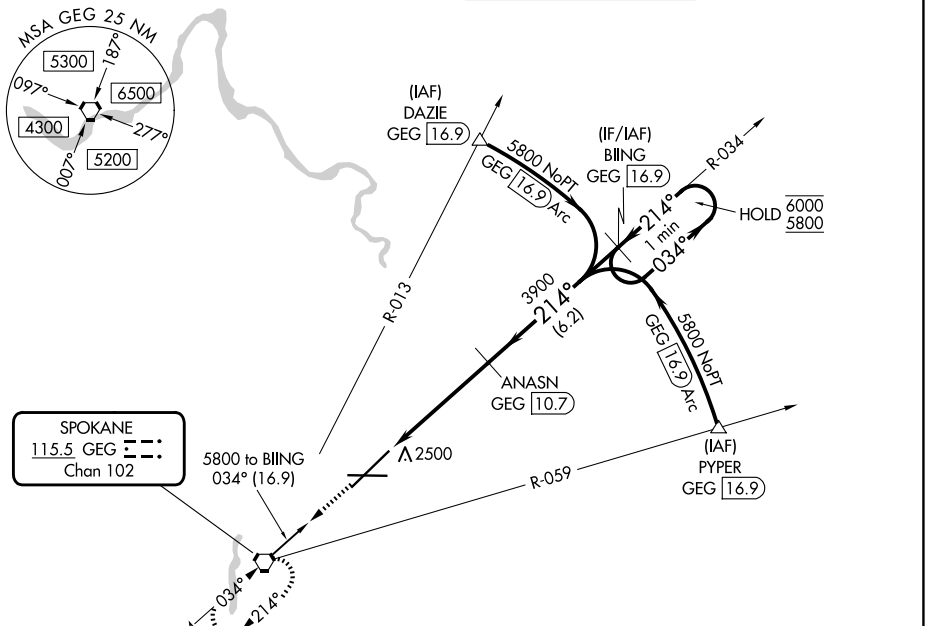 MSA GEG 25 NM
5300
187°
097°
6500
4300
277°
007°
5200
(IAF)
DAZIE
GEG 16.9
5800 NoPT
GEG 16.9 Arc
(IF/IAF)
BIING
GEG 16.9
R-034
214°
1 min
034°
HOLD 6000
5800
R-013
3900
214°
(6.2)
5800 NoPT
GEG 16.9 Arc
ANASN
GEG 10.7
2500
(IAF)
PYPER
GEG 16.9
R-059
SPOKANE
115.5 GEG
Chan 102
5800 to BIING
034° (16.9)
034°
214°